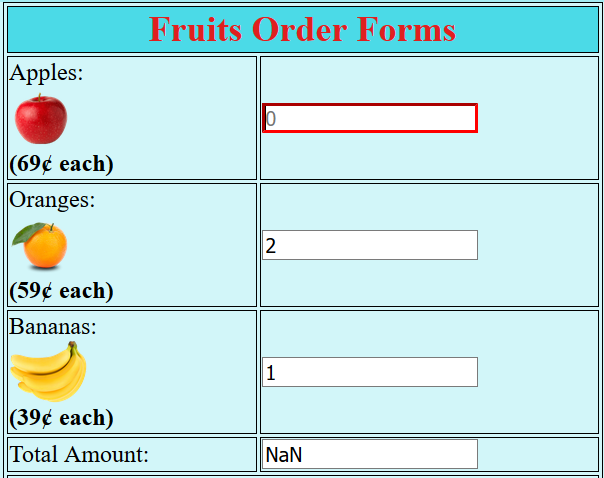 Fruits Order Forms
Apples:
0
(69¢ each)
Oranges:
2
(59¢ each)
Bananas:
1
(39¢ each)
Total Amount:
NaN